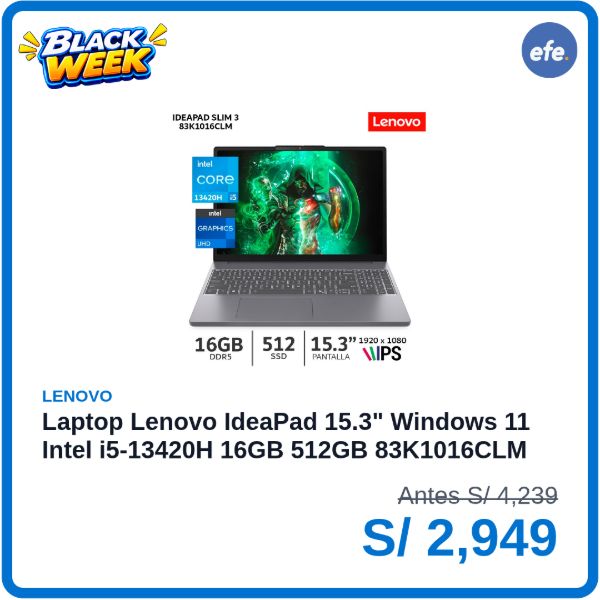 BLACK
WEEK
efe.
IDEAPAD SLIM 3
83K1016CLM
Lenovo
intel
CORE
13420H i5
intel
GRAPHICS
UHD
16GB
DDR5
512
SSD
15.3”
PANTALLA
1920 x 1080
IPS
LENOVO
Laptop Lenovo IdeaPad 15.3" Windows 11
Intel i5-13420H 16GB 512GB 83K1016CLM
Antes S/ 4,239
S/ 2,949